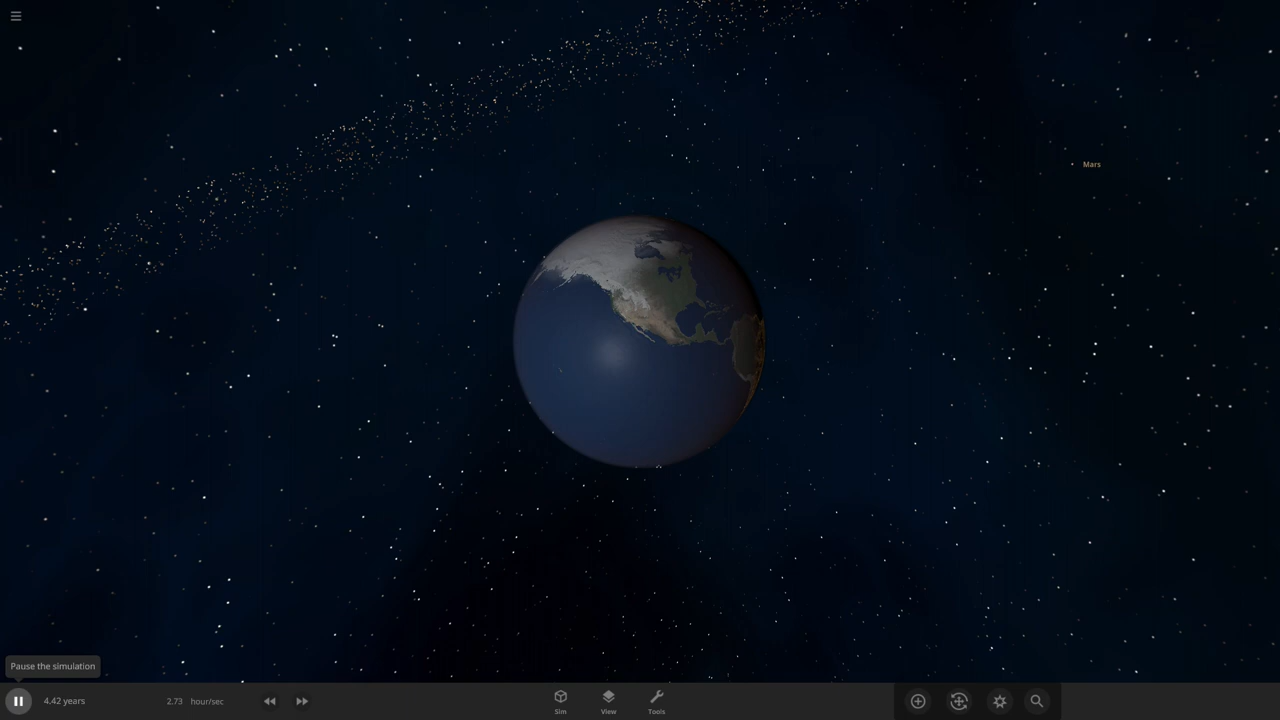 Mars
Pause the simulation
4.42 years
2.73 hour/sec
Sim
View
Tools